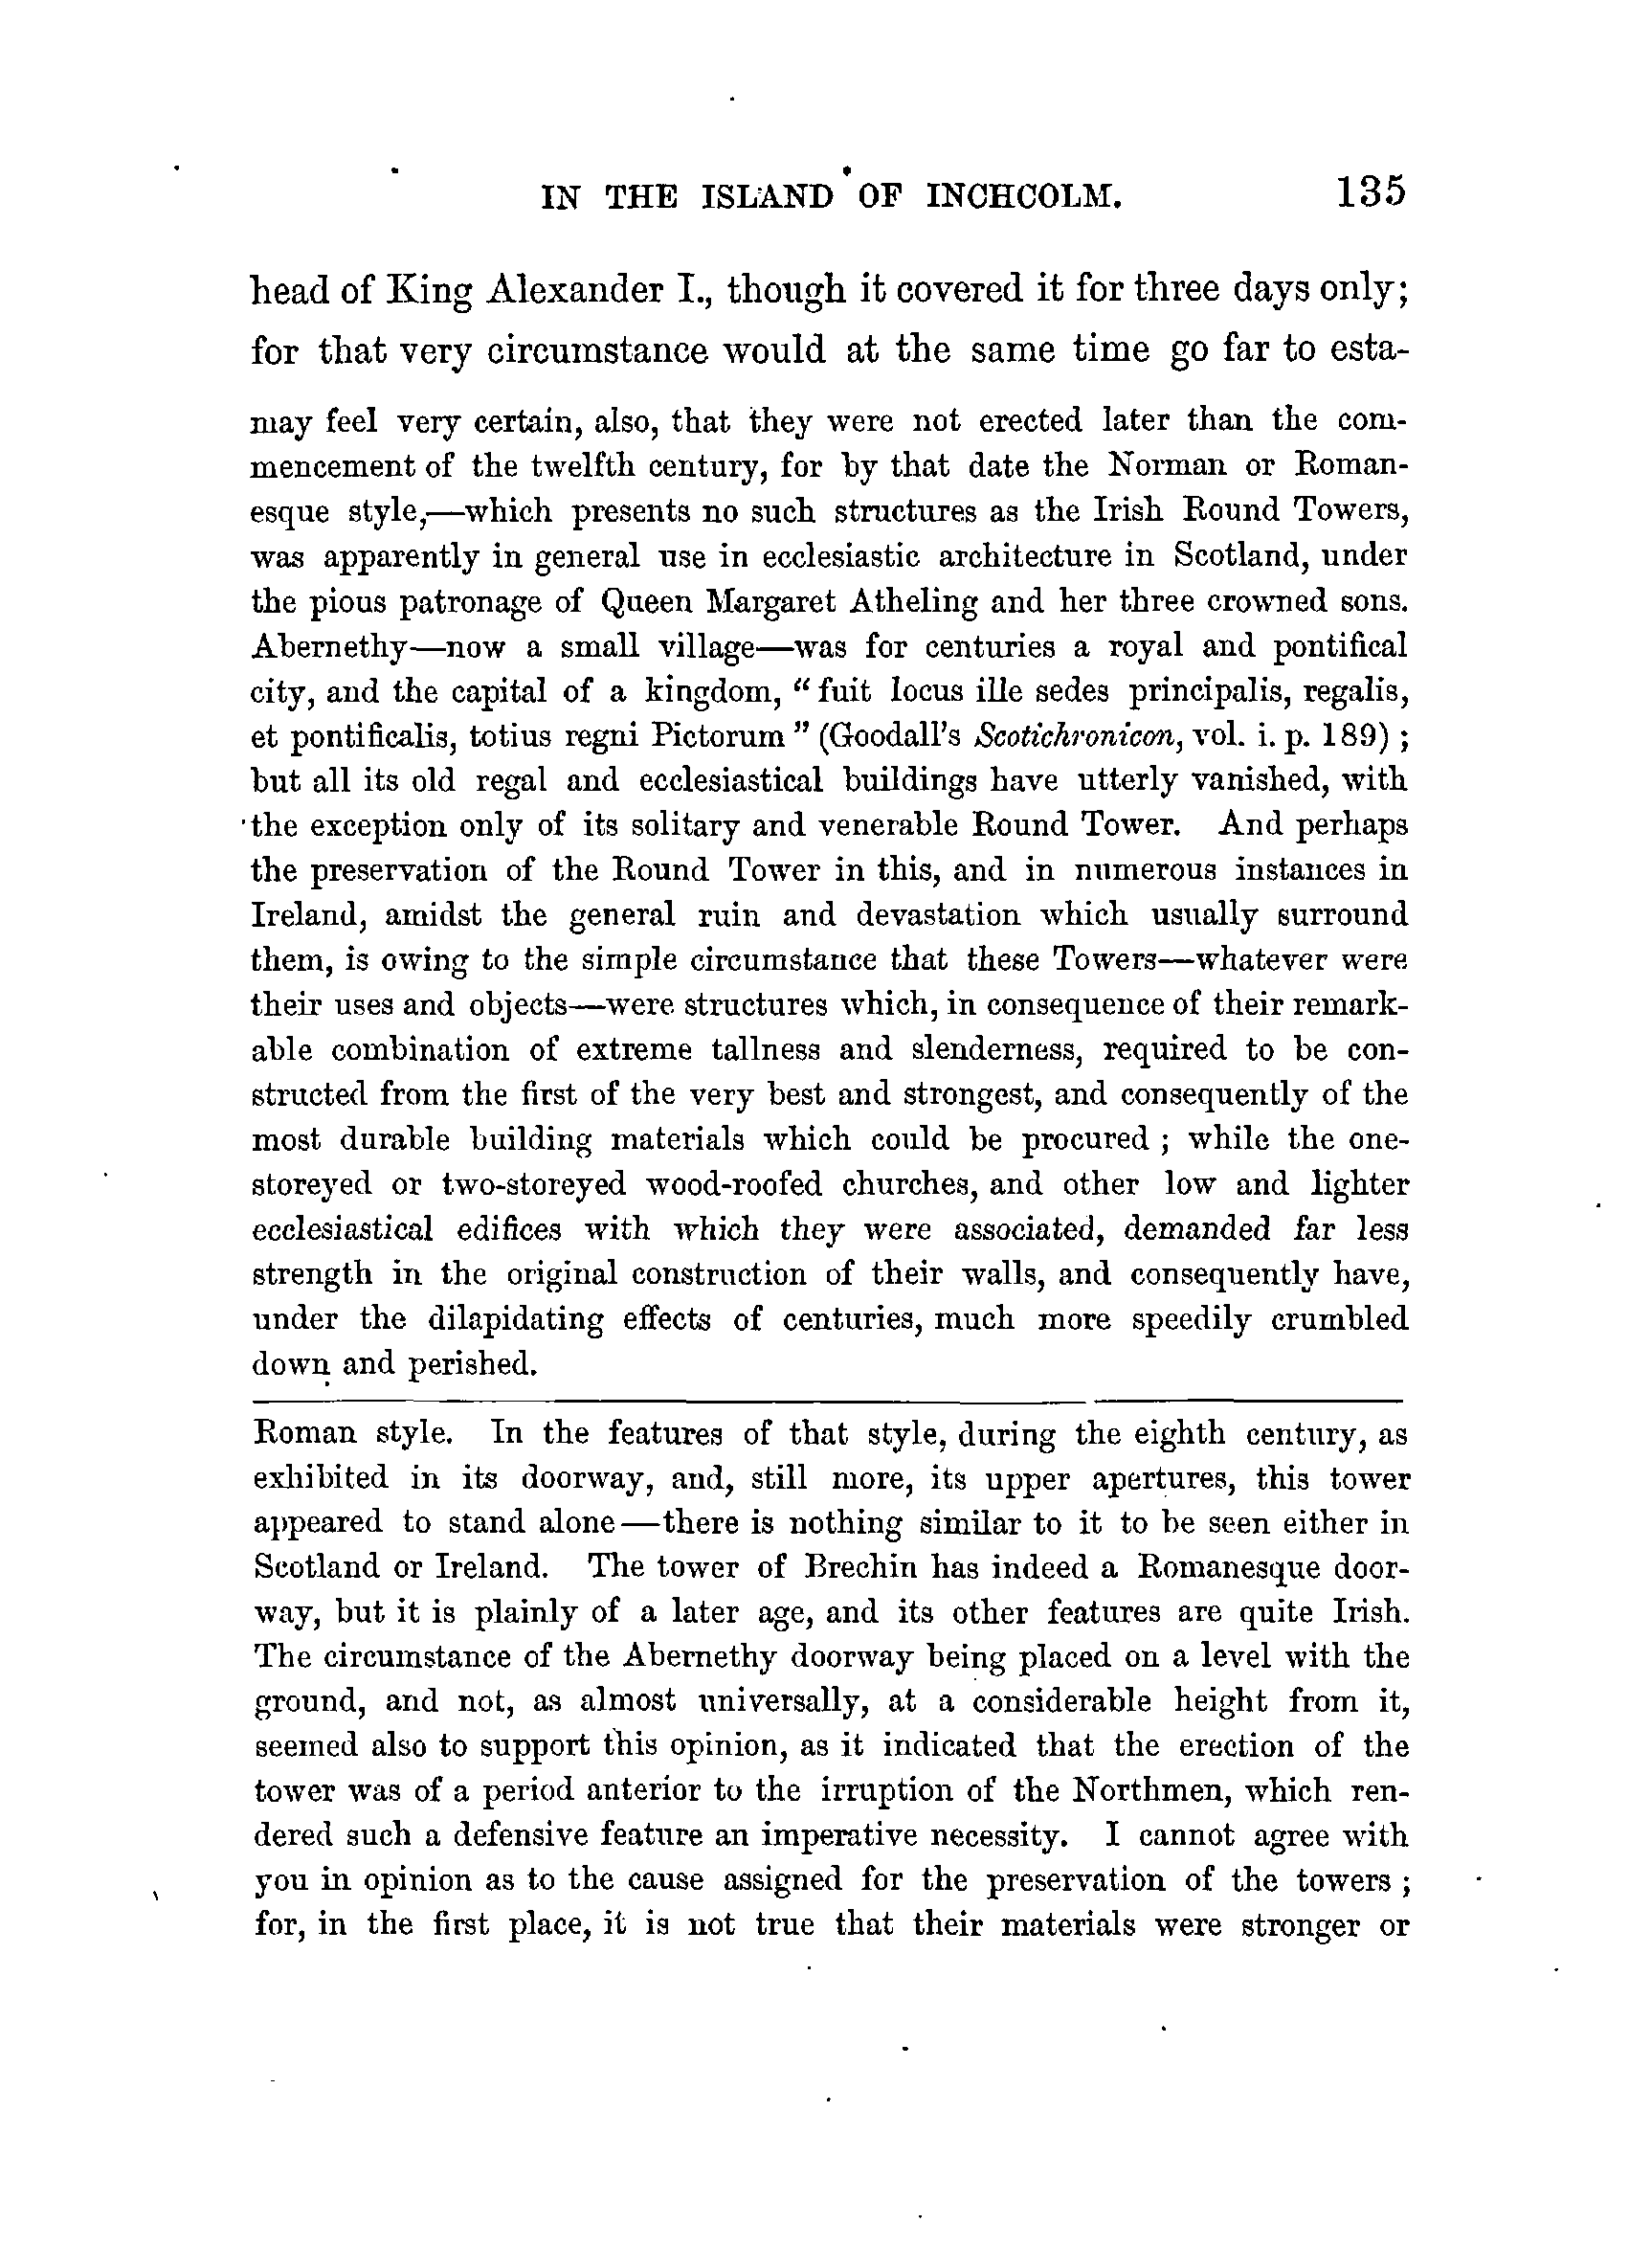 IN THE ISLAND OF INCHCOLM. 135
head of King Alexander I., though it covered it for three days only;
for that very circumstance would at the same time go far to esta-
may feel very certain, also, that they were not erected later than the com-
mencement of the twelfth century, for by that date the Norman or Roman-
esque style,—which presents no such structures as the Irish Round Towers,
was apparently in general use in ecclesiastic architecture in Scotland, under
the pious patronage of Queen Margaret Atheling and her three crowned sons.
Abernethy—now a small village—was for centuries a royal and pontifical
city, and the capital of a kingdom, "fuit locus ille sedes principalis, regalis,
et pontificalis, totius regni Pictorum" (Goodall's Scotichronicon, vol. i. p. 189);
but all its old regal and ecclesiastical buildings have utterly vanished, with
the exception only of its solitary and venerable Round Tower. And perhaps
the preservation of the Round Tower in this, and in numerous instances in
Ireland, amidst the general ruin and devastation which usually surround
them, is owing to the simple circumstance that these Towers—whatever were
their uses and objects—were structures which, in consequence of their remark-
able combination of extreme tallness and slenderness, required to be con-
structed from the first of the very best and strongest, and consequently of the
most durable building materials which could be procured; while the one-
storeyed or two-storeyed wood-roofed churches, and other low and lighter
ecclesiastical edifices with which they were associated, demanded far less
strength in the original construction of their walls, and consequently have,
under the dilapidating effects of centuries, much more speedily crumbled
down and perished.
Roman style. In the features of that style, during the eighth century, as
exhibited in its doorway, and, still more, its upper apertures, this tower
appeared to stand alone—there is nothing similar to it to be seen either in
Scotland or Ireland. The tower of Brechin has indeed a Romanesque door-
way, but it is plainly of a later age, and its other features are quite Irish.
The circumstance of the Abernethy doorway being placed on a level with the
ground, and not, as almost universally, at a considerable height from it,
seemed also to support this opinion, as it indicated that the erection of the
tower was of a period anterior to the irruption of the Northmen, which ren-
dered such a defensive feature an imperative necessity. I cannot agree with
you in opinion as to the cause assigned for the preservation of the towers;
for, in the first place, it is not true that their materials were stronger or